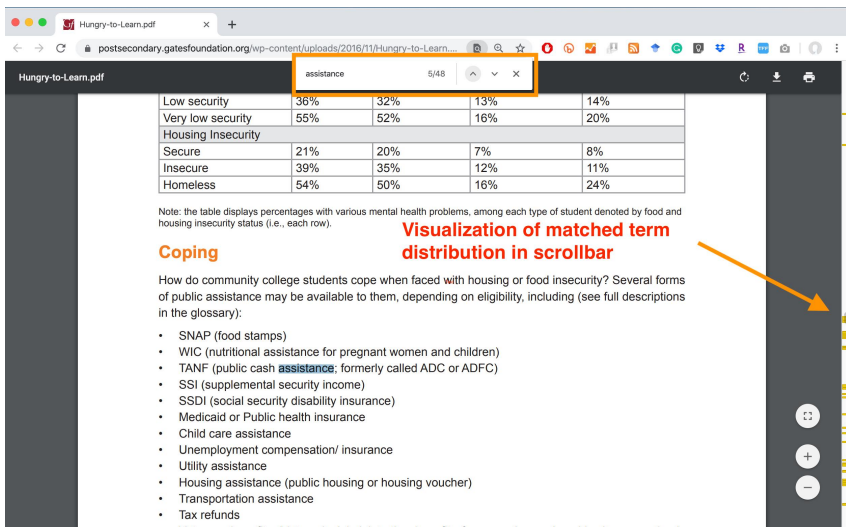 Hungry-to-Learn.pdf
postsecondary.gatesfoundation.org/wp-content/uploads/2016/11/Hungry-to-Learn....
Hungry-to-Learn.pdf
assistance 5/48
Low security 36% 32% 13% 14%
Very low security 55% 52% 16% 20%
Housing Insecurity
Secure 21% 20% 7% 8%
Insecure 39% 35% 12% 11%
Homeless 54% 50% 16% 24%
Note: the table displays percentages with various mental health problems, among each type of student denoted by food and
housing insecurity status (i.e., each row).
Visualization of matched term
distribution in scrollbar
Coping
How do community college students cope when faced with housing or food insecurity? Several forms
of public assistance may be available to them, depending on eligibility, including (see full descriptions
in the glossary):
• SNAP (food stamps)
• WIC (nutritional assistance for pregnant women and children)
• TANF (public cash assistance; formerly called ADC or ADFC)
• SSI (supplemental security income)
• SSDI (social security disability insurance)
• Medicaid or Public health insurance
• Child care assistance
• Unemployment compensation/ insurance
• Utility assistance
• Housing assistance (public housing or housing voucher)
• Transportation assistance
• Tax refunds